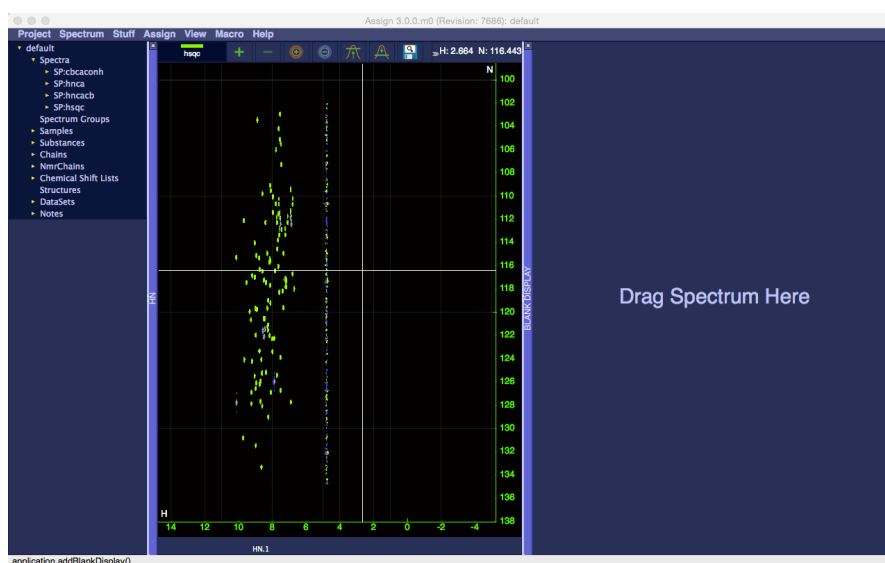 Assign 3.0.0.m0 (Revision: 7686): default
Project Spectrum Stuff Assign View Macro Help
default
Spectra
SP:cbcaconh
SP:hnca
SP:hncacb
SP:hsqc
Spectrum Groups
Samples
Substances
Chains
NmrChains
Chemical Shift Lists
Structures
DataSets
Notes
HN
hsqc
H: 2.664 N: 116.443
N
100
102
104
106
108
110
112
114
116
118
120
122
124
126
128
130
132
134
136
138
H
14 12 10 8 6 4 2 0 -2 -4
HN.1
BLANK DISPLAY
Drag Spectrum Here
application.addBlankDisplay()